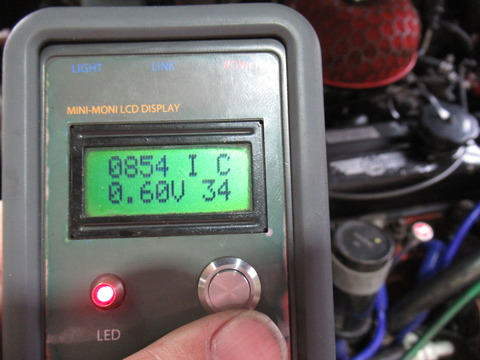 LIGHT LINK
MINI-MONI LCD DISPLAY
0854 I C
0.60V 34
LED